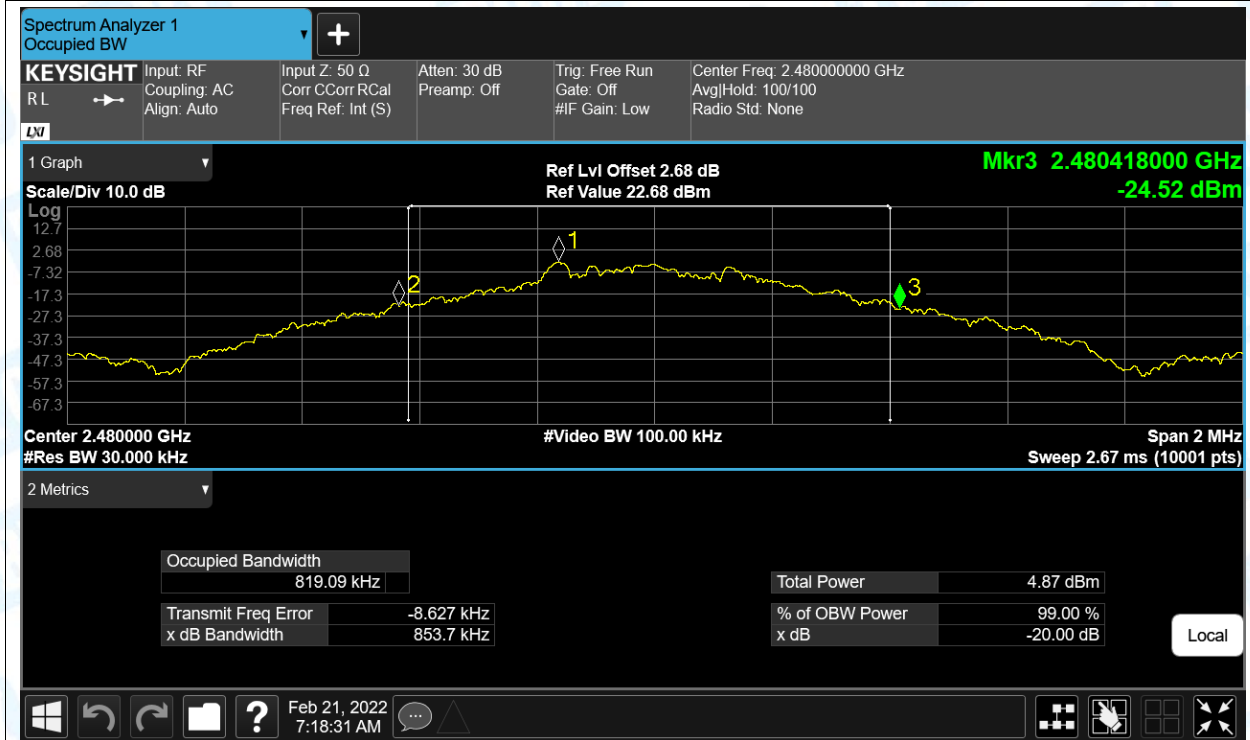 Spectrum Analyzer 1
Occupied BW
KEYSIGHT
R L
LXI
Input: RF
Coupling: AC
Align: Auto
Input Z: 50 Ω
Corr CCorr RCal
Freq Ref: Int (S)
Atten: 30 dB
Preamp: Off
Trig: Free Run
Gate: Off
#IF Gain: Low
Center Freq: 2.480000000 GHz
Avg|Hold: 100/100
Radio Std: None
1 Graph
Scale/Div 10.0 dB
Ref Lvl Offset 2.68 dB
Ref Value 22.68 dBm
Mkr3 2.480418000 GHz
-24.52 dBm
Log
12.7
2.68
-7.32
-17.3
-27.3
-37.3
-47.3
-57.3
-67.3
1
2
3
Center 2.480000 GHz
#Video BW 100.00 kHz
Span 2 MHz
#Res BW 30.000 kHz
Sweep 2.67 ms (10001 pts)
2 Metrics
Occupied Bandwidth
819.09 kHz
Total Power 4.87 dBm
Transmit Freq Error -8.627 kHz
% of OBW Power 99.00 %
x dB Bandwidth 853.7 kHz
x dB -20.00 dB
Local
?
Feb 21, 2022
7:18:31 AM